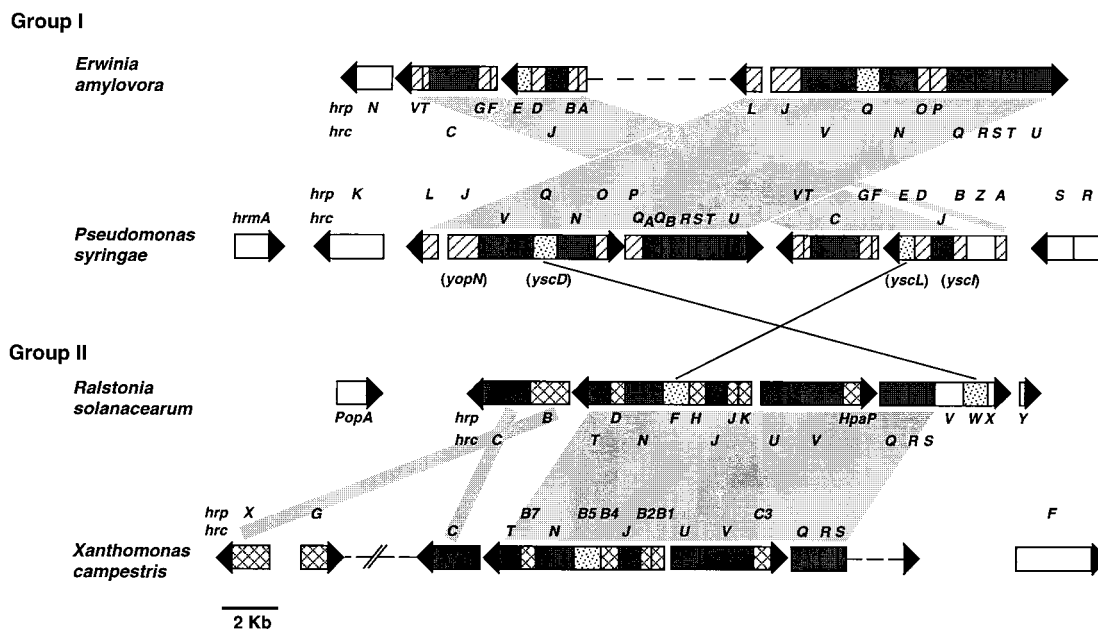 Group I
Erwinia
amylovora
hrp N VT GF E D B A L J Q O P
hrc C J V N Q R S T U
hrp K L J Q O P VT GF E D B Z A S R
hrmA hrc V N QA QB R S T U C J
Pseudomonas
syringae
(yopN) (yscD) (yscL) (yscI)
Group II
Ralstonia
solanacearum
PopA hrp B D F H J K HpaP V W X Y
hrc C T N J U V Q R S
hrp X G B7 B5 B4 B2 B1 C3 F
hrc C T N J U V Q R S
Xanthomonas
campestris
2 Kb